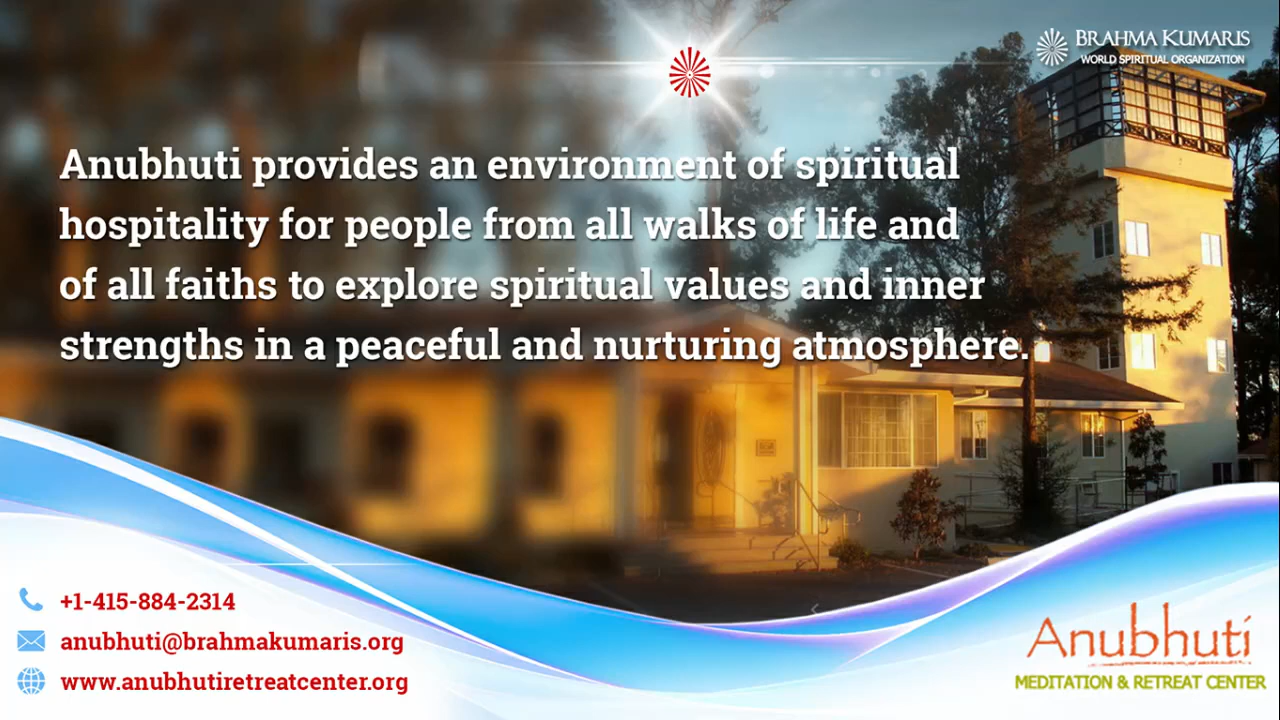 BRAHMA KUMARIS
WORLD SPIRITUAL ORGANIZATION
Anubhuti provides an environment of spiritual
hospitality for people from all walks of life and
of all faiths to explore spiritual values and inner
strengths in a peaceful and nurturing atmosphere.
+1-415-884-2314
anubhuti@brahmakumaris.org
www.anubhutiretreatcenter.org
Anubhuti
MEDITATION & RETREAT CENTER